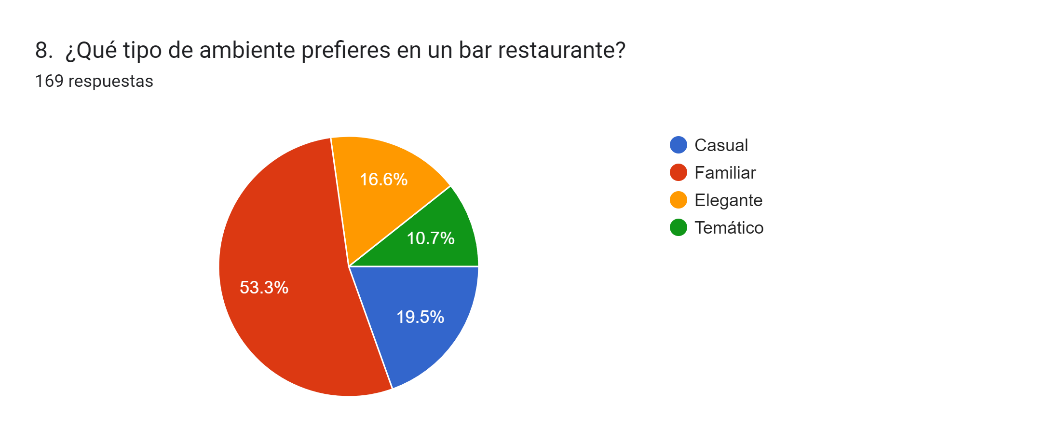 8. ¿Qué tipo de ambiente prefieres en un bar restaurante?
169 respuestas
Casual
Familiar
Elegante
Temático
16.6%
10.7%
53.3%
19.5%